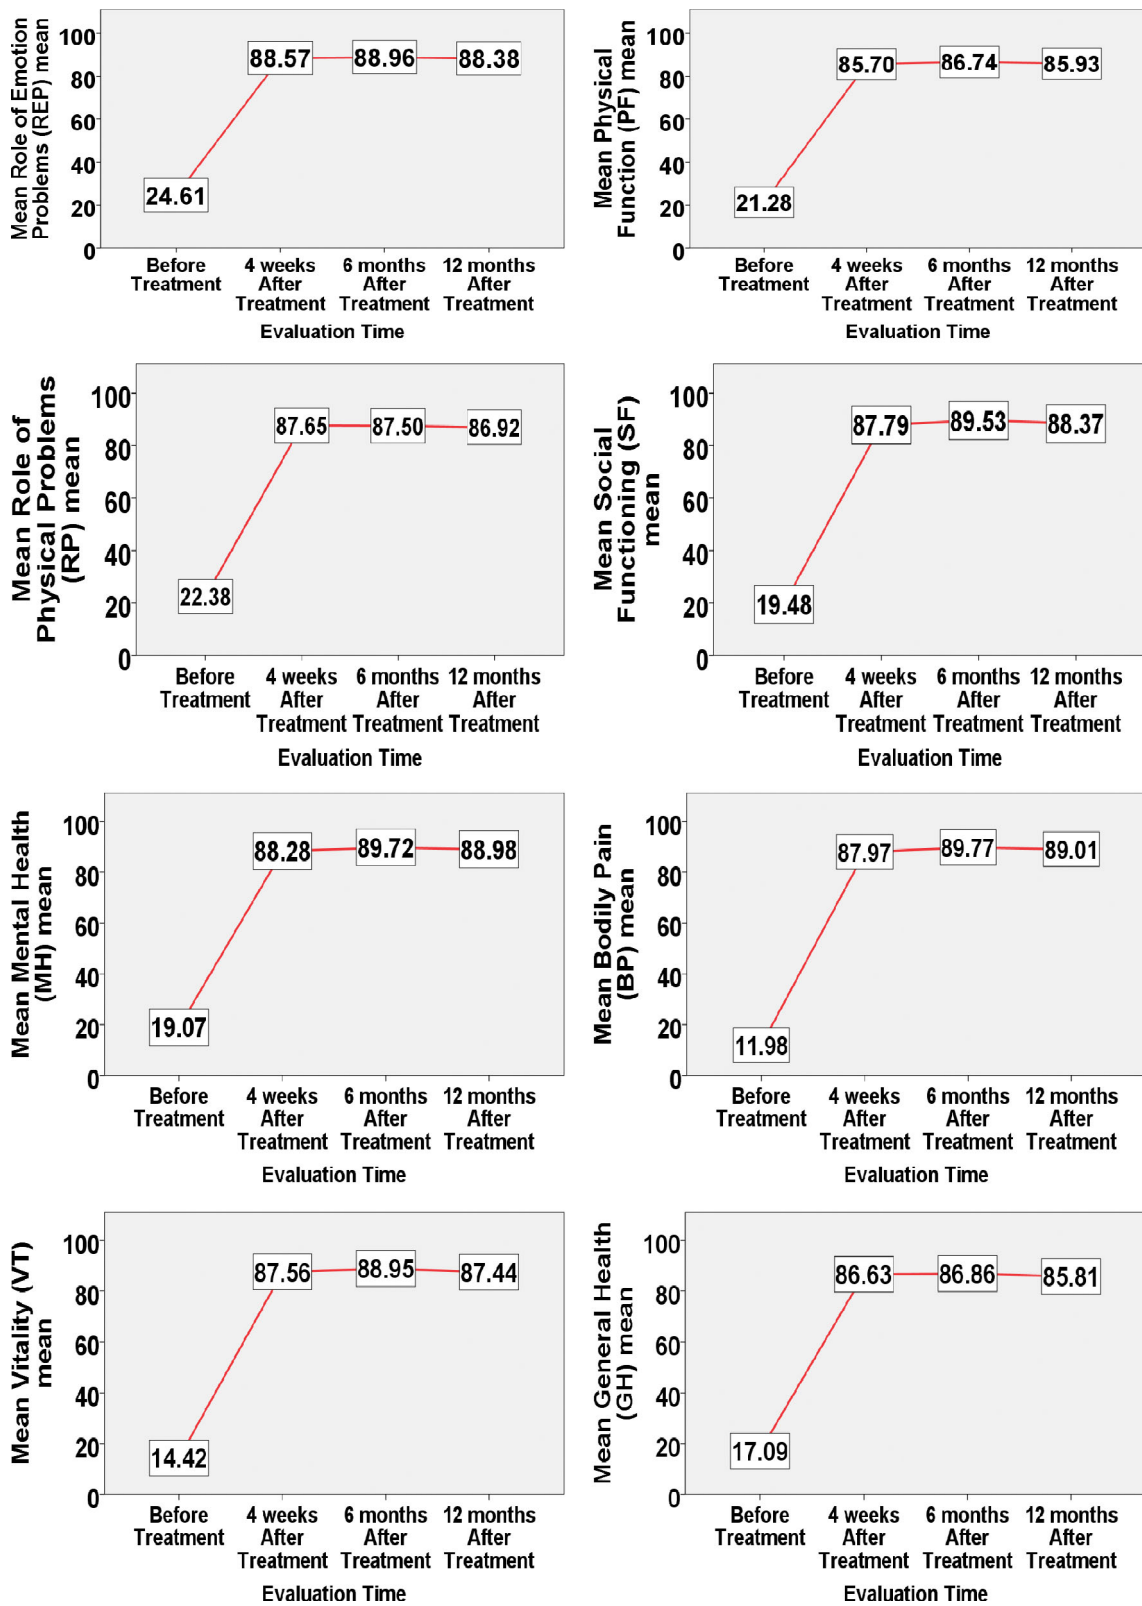 Mean Role of Emotion
Problems (REP) mean
100
80
60
40
20
0
24.61
88.57
88.96
88.38
Before
Treatment
4 weeks
After
Treatment
6 months
After
Treatment
12 months
After
Treatment
Evaluation Time
Mean Physical
Function (PF) mean
100
80
60
40
20
0
21.28
85.70
86.74
85.93
Before
Treatment
4 weeks
After
Treatment
6 months
After
Treatment
12 months
After
Treatment
Evaluation Time
Mean Role of
Physical Problems
(RP) mean
100
80
60
40
20
0
22.38
87.65
87.50
86.92
Before
Treatment
4 weeks
After
Treatment
6 months
After
Treatment
12 months
After
Treatment
Evaluation Time
Mean Social
Functioning (SF)
mean
100
80
60
40
20
0
19.48
87.79
89.53
88.37
Before
Treatment
4 weeks
After
Treatment
6 months
After
Treatment
12 months
After
Treatment
Evaluation Time
Mean Mental Health
(MH) mean
100
80
60
40
20
0
19.07
88.28
89.72
88.98
Before
Treatment
4 weeks
After
Treatment
6 months
After
Treatment
12 months
After
Treatment
Evaluation Time
Mean Bodily Pain
(BP) mean
100
80
60
40
20
0
11.98
87.97
89.77
89.01
Before
Treatment
4 weeks
After
Treatment
6 months
After
Treatment
12 months
After
Treatment
Evaluation Time
Mean Vitality (VT)
mean
100
80
60
40
20
0
14.42
87.56
88.95
87.44
Before
Treatment
4 weeks
After
Treatment
6 months
After
Treatment
12 months
After
Treatment
Evaluation Time
Mean General Health
(GH) mean
100
80
60
40
20
0
17.09
86.63
86.86
85.81
Before
Treatment
4 weeks
After
Treatment
6 months
After
Treatment
12 months
After
Treatment
Evaluation Time